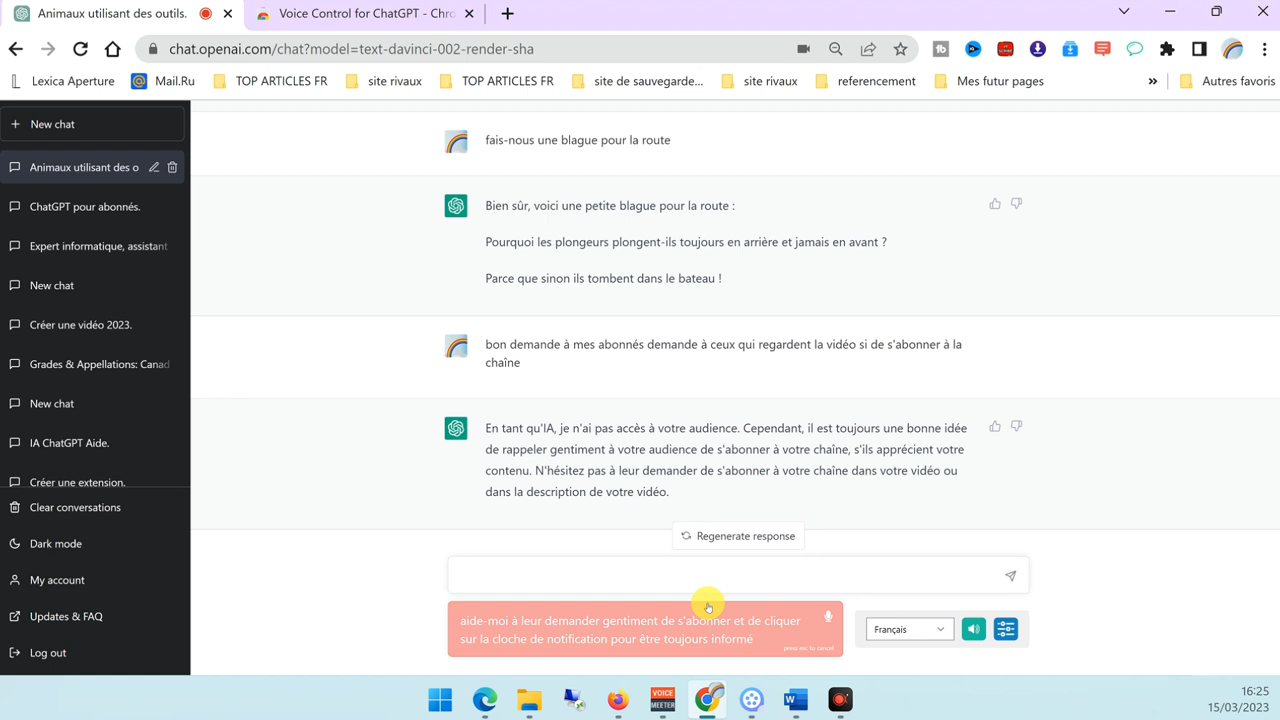 Animaux utilisant des outils.
Voice Control for ChatGPT - Chro
chat.openai.com/chat?model=text-davinci-002-render-sha
Lexica Aperture
Mail.Ru
TOP ARTICLES FR
site rivaux
TOP ARTICLES FR
site de sauvegarde...
site rivaux
referencement
Mes futur pages
»
Autres favoris
New chat
Animaux utilisant des o
ChatGPT pour abonnés.
Expert informatique, assistant
New chat
Créer une vidéo 2023.
Grades & Appellations: Canad
New chat
IA ChatGPT Aide.
Créer une extension.
Clear conversations
Dark mode
My account
Updates & FAQ
Log out
fais-nous une blague pour la route
Bien sûr, voici une petite blague pour la route :
Pourquoi les plongeurs plongent-ils toujours en arrière et jamais en avant ?
Parce que sinon ils tombent dans le bateau !
bon demande à mes abonnés demande à ceux qui regardent la vidéo si de s'abonner à la
chaîne
En tant qu'IA, je n'ai pas accès à votre audience. Cependant, il est toujours une bonne idée
de rappeler gentiment à votre audience de s'abonner à votre chaîne, s'ils apprécient votre
contenu. N'hésitez pas à leur demander de s'abonner à votre chaîne dans votre vidéo ou
dans la description de votre vidéo.
Regenerate response
aide-moi à leur demander gentiment de s'abonner et de cliquer
sur la cloche de notification pour être toujours informé
press esc to cancel
Français
VOICE
MEETER
16:25
15/03/2023